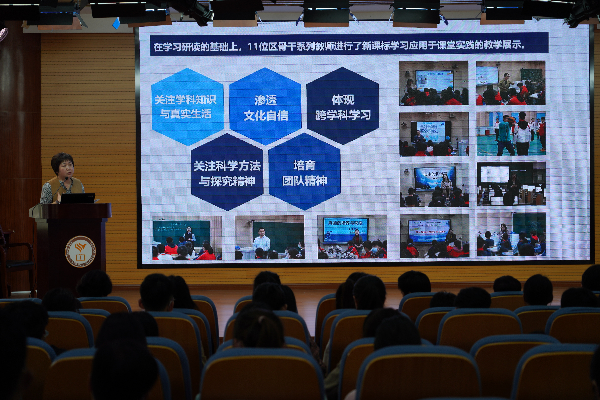 在学习研读的基础上，11位区骨干系列教师进行了新课标学习应用于课堂实践的教学展示。
关注学科知识
与真实生活
渗透
文化自信
体现
跨学科学习
关注科学方法
与探究精神
培育
团队精神